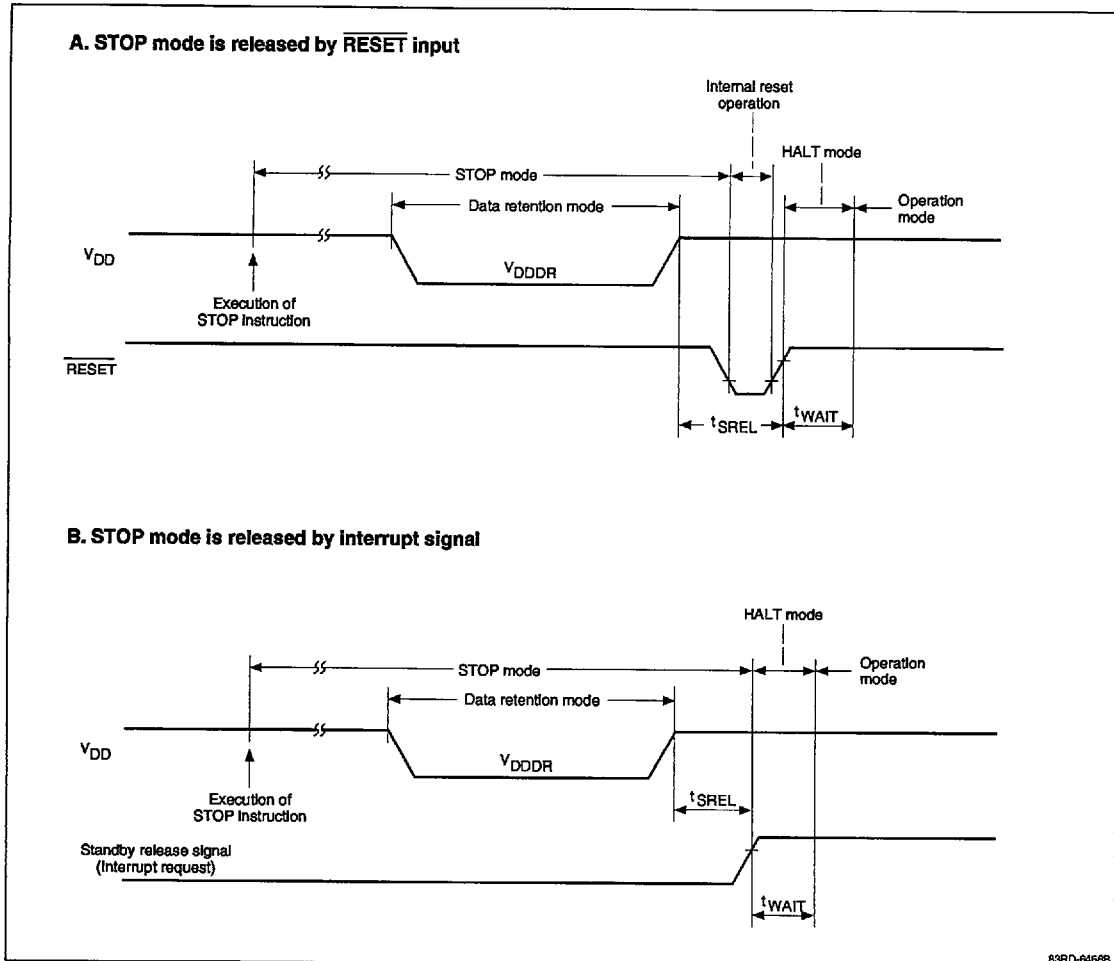 A. STOP mode is released by RESET input
Internal reset
operation
HALT mode
STOP mode
Operation
mode
Data retention mode
VDD
VDDDR
Execution of
STOP instruction
RESET
tSREL
tWAIT
B. STOP mode is released by interrupt signal
HALT mode
STOP mode
Operation
mode
Data retention mode
VDD
VDDDR
tSREL
Execution of
STOP instruction
Standby release signal
(Interrupt request)
tWAIT
83RD-6456B